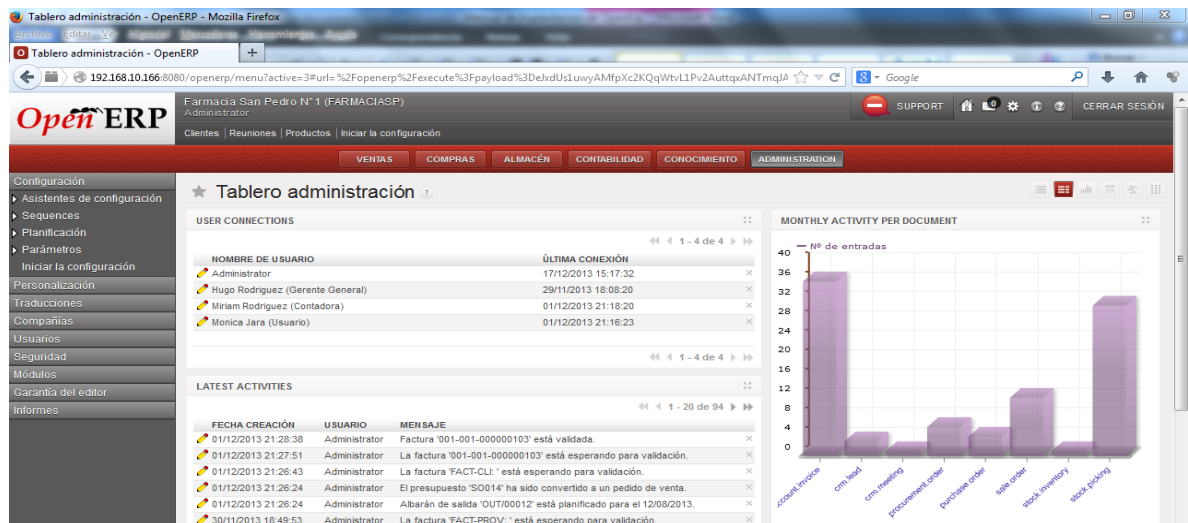 Tablero administración - OpenERP - Mozilla Firefox
Archivo Editar Ver Historial Marcadores Herramientas Ayuda
Tablero administración - OpenERP
192.168.10.166:8080/openerp/menu?active=3#url=%2Fopenerp%2Fexecute%3Fpayload%3DeJxdUs1uwyAMfpXc2KQqWtvL1Pv2AuttqxANTmqJA
Google
Open ERP
Farmacia San Pedro N°1 (FARMACIASP)
Administrator
SUPPORT
0
CERRAR SESIÓN
Clientes | Reuniones | Productos | Iniciar la configuración
VENTAS COMPRAS ALMACÉN CONTABILIDAD CONOCIMIENTO ADMINISTRATION
Configuración
Asistentes de configuración
Sequences
Planificación
Parámetros
Iniciar la configuración
Personalización
Traducciones
Compañías
Usuarios
Seguridad
Módulos
Garantía del editor
Informes
Tablero administración ?
USER CONNECTIONS
1 - 4 de 4
NOMBRE DE USUARIO ÚLTIMA CONEXIÓN
Administrator 17/12/2013 15:17:32
Hugo Rodriguez (Gerente General) 29/11/2013 18:08:20
Miriam Rodriguez (Contadora) 01/12/2013 21:18:20
Monica Jara (Usuario) 01/12/2013 21:16:23
1 - 4 de 4
LATEST ACTIVITIES
1 - 20 de 94
FECHA CREACIÓN USUARIO MENSAJE
01/12/2013 21:28:38 Administrator Factura '001-001-000000103' está validada.
01/12/2013 21:27:51 Administrator La factura '001-001-000000103' está esperando para validación.
01/12/2013 21:26:43 Administrator La factura 'FACT-CLI: ' está esperando para validación.
01/12/2013 21:26:24 Administrator El presupuesto 'SO014' ha sido convertido a un pedido de venta.
01/12/2013 21:26:24 Administrator Albarán de salida 'OUT/00012' está planificado para el 12/08/2013.
30/11/2013 18:49:53 Administrator La factura 'FACT-PROV: ' está esperando para validación.
MONTHLY ACTIVITY PER DOCUMENT
Nº de entradas
40
36
32
28
24
20
16
12
8
4
0
account.invoice
crm.lead
crm.meeting
procurement.order
purchase.order
sale.order
stock.inventory
stock.picking